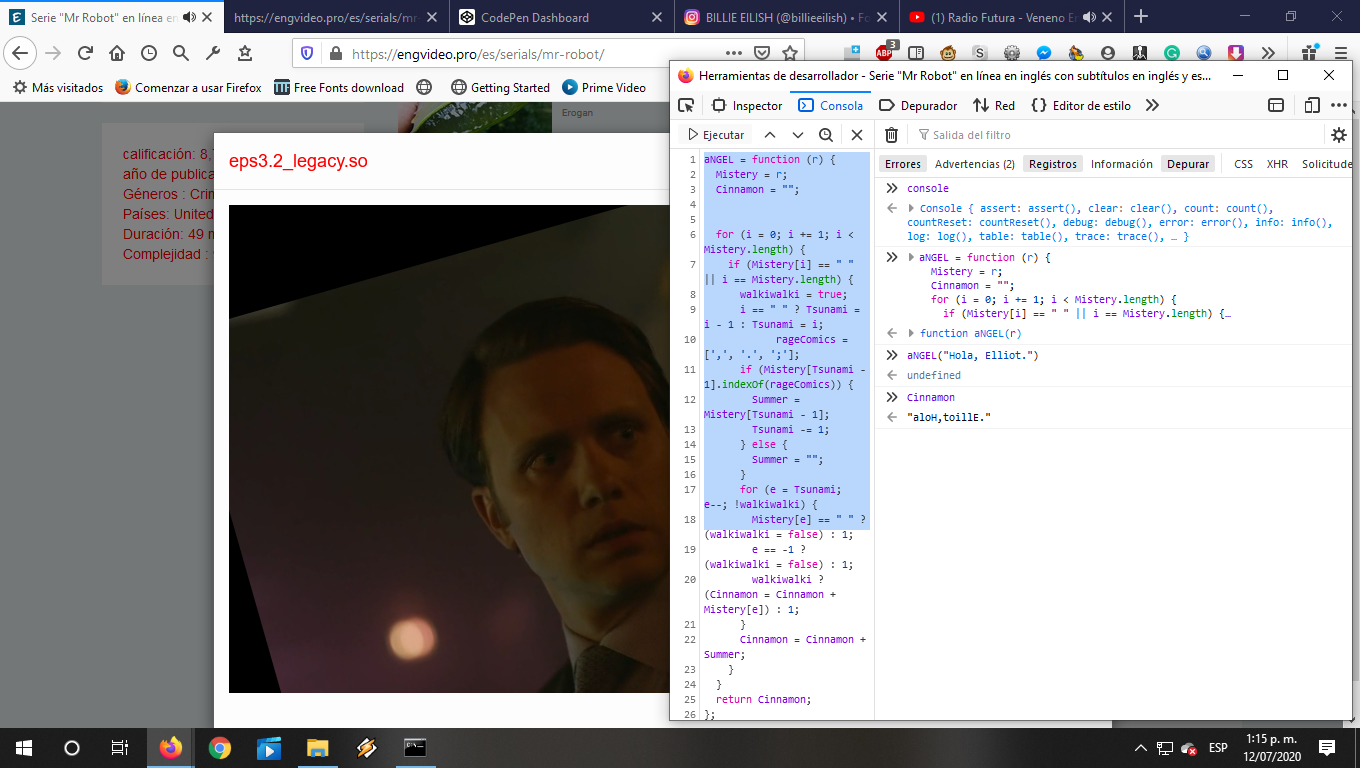 Serie "Mr Robot" en línea en
https://engvideo.pro/es/serials/mr
CodePen Dashboard
BILLIE EILISH (@billieeilish) • Fo
(1) Radio Futura - Veneno En
https://engvideo.pro/es/serials/mr-robot/
ABP
3
S
Más visitados
Comenzar a usar Firefox
Free Fonts download
Getting Started
Prime Video
Erogan
calificación: 8,
año de publica
Géneros : Crim
Países: United
Duración: 49 m
Complejidad :
eps3.2_legacy.so
Herramientas de desarrollador - Serie "Mr Robot" en línea en inglés con subtítulos en inglés y es...
Inspector
Consola
Depurador
Red
Editor de estilo
Ejecutar
Salida del filtro
Errores
Advertencias (2)
Registros
Información
Depurar
CSS
XHR
Solicitude
1 aNGEL = function (r) {
2 Mistery = r;
3 Cinnamon = "";
4
5
6 for (i = 0; i += 1; i <
Mistery.length) {
7 if (Mistery[i] == " "
|| i == Mistery.length) {
8 walkiwalki = true;
9 i == " " ? Tsunami =
i - 1 : Tsunami = i;
10 rageComics =
[',', '.', ';'];
11 if (Mistery[Tsunami -
1].indexOf(rageComics)) {
12 Summer =
Mistery[Tsunami - 1];
13 Tsunami -= 1;
14 } else {
15 Summer = "";
16 }
17 for (e = Tsunami;
e--; !walkiwalki) {
18 Mistery[e] == " " ?
(walkiwalki = false) : 1;
19 e == -1 ?
(walkiwalki = false) : 1;
20 walkiwalki ?
(Cinnamon = Cinnamon +
Mistery[e]) : 1;
21 }
22 Cinnamon = Cinnamon +
Summer;
23 }
24 }
25 return Cinnamon;
26 };
console
Console { assert: assert(), clear: clear(), count: count(),
countReset: countReset(), debug: debug(), error: error(), info: info(),
log: log(), table: table(), trace: trace(), … }
aNGEL = function (r) {
Mistery = r;
Cinnamon = "";
for (i = 0; i += 1; i < Mistery.length) {
if (Mistery[i] == " " || i == Mistery.length) {…
function aNGEL(r)
aNGEL("Hola, Elliot.")
undefined
Cinnamon
"aloH,toillE."
ESP
1:15 p. m.
12/07/2020